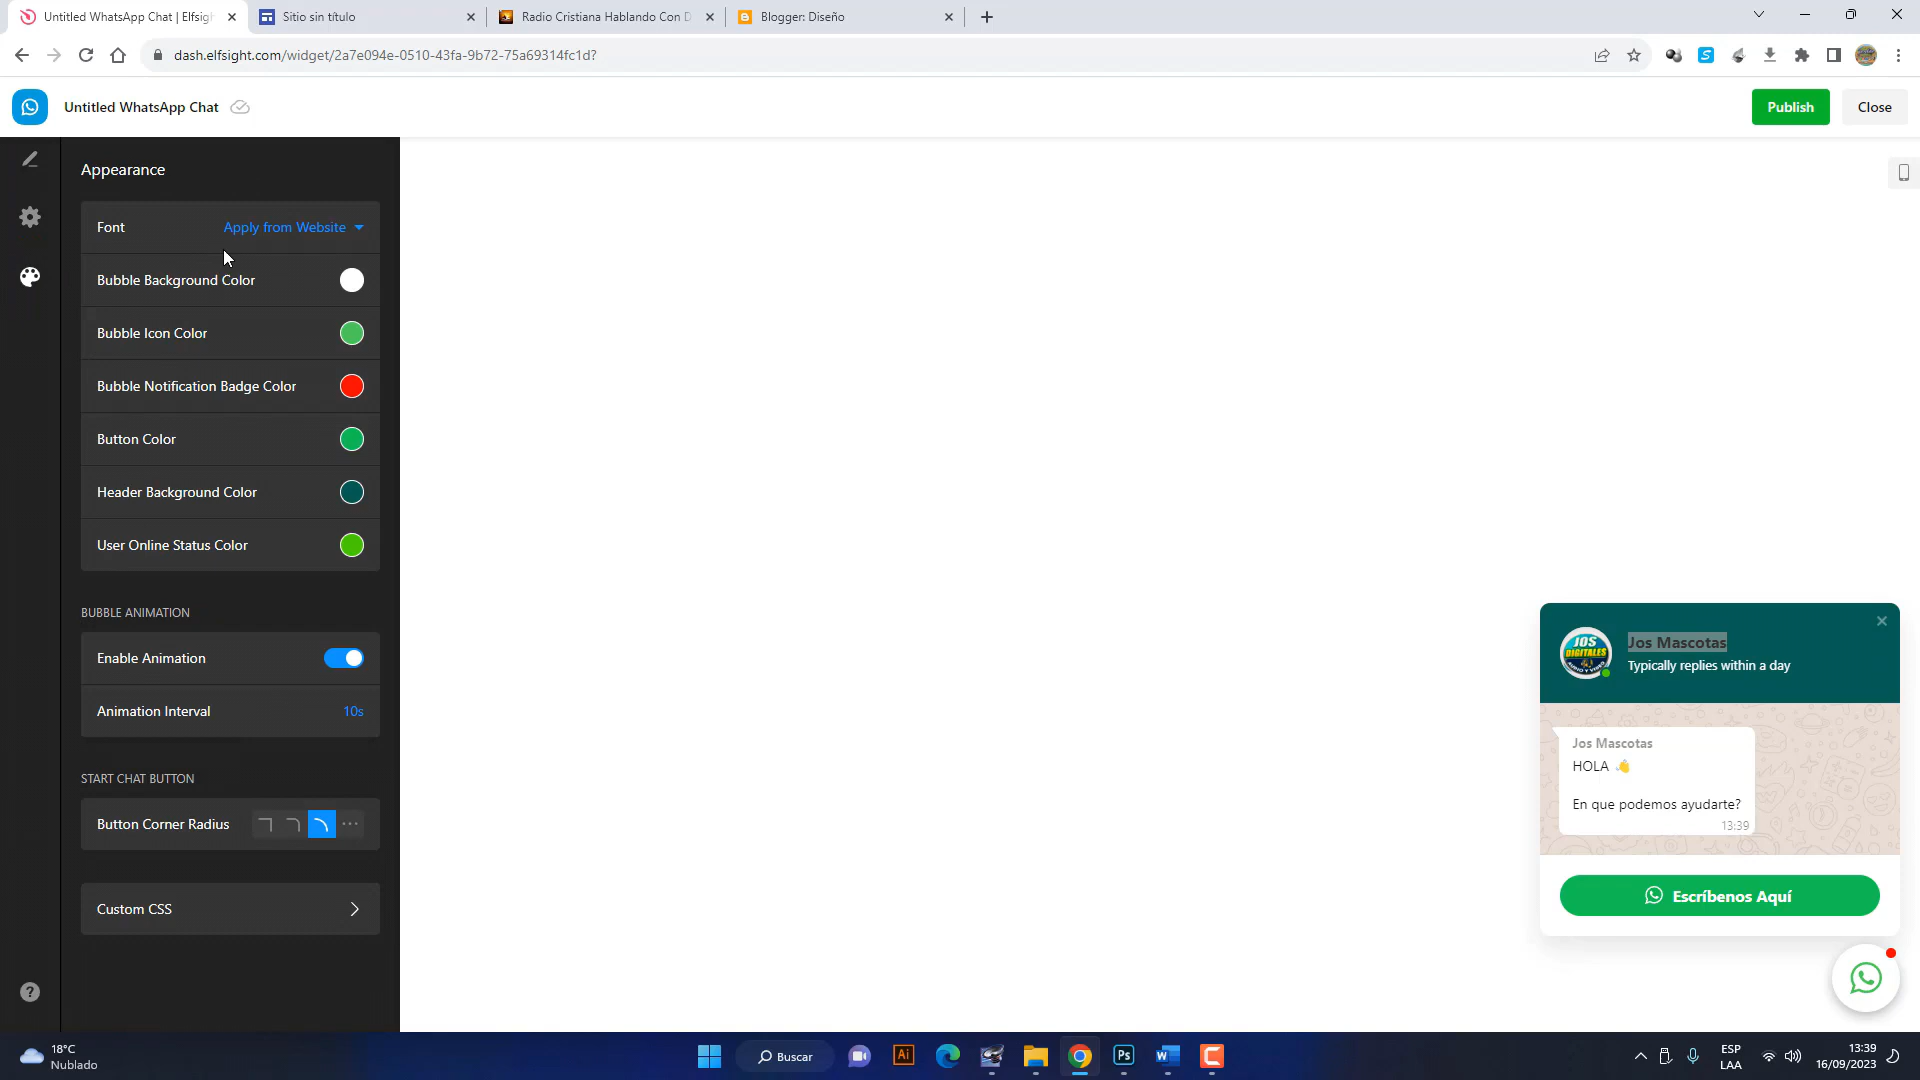 Untitled WhatsApp Chat | Elfsigh
Sitio sin título
Radio Cristiana Hablando Con D
Blogger: Diseño
dash.elfsight.com/widget/2a7e094e-0510-43fa-9b72-75a69314fc1d?
Untitled WhatsApp Chat
Publish
Close
Appearance
Font
Apply from Website
Bubble Background Color
Bubble Icon Color
Bubble Notification Badge Color
Button Color
Header Background Color
User Online Status Color
BUBBLE ANIMATION
Enable Animation
Animation Interval
10s
START CHAT BUTTON
Button Corner Radius
Custom CSS
JOS
DIGITALES
AUDIO Y VIDEO
Jos Mascotas
Typically replies within a day
Jos Mascotas
HOLA 👋
En que podemos ayudarte?
13:39
Escríbenos Aquí
18°C
Nublado
Buscar
ESP
LAA
13:39
16/09/2023